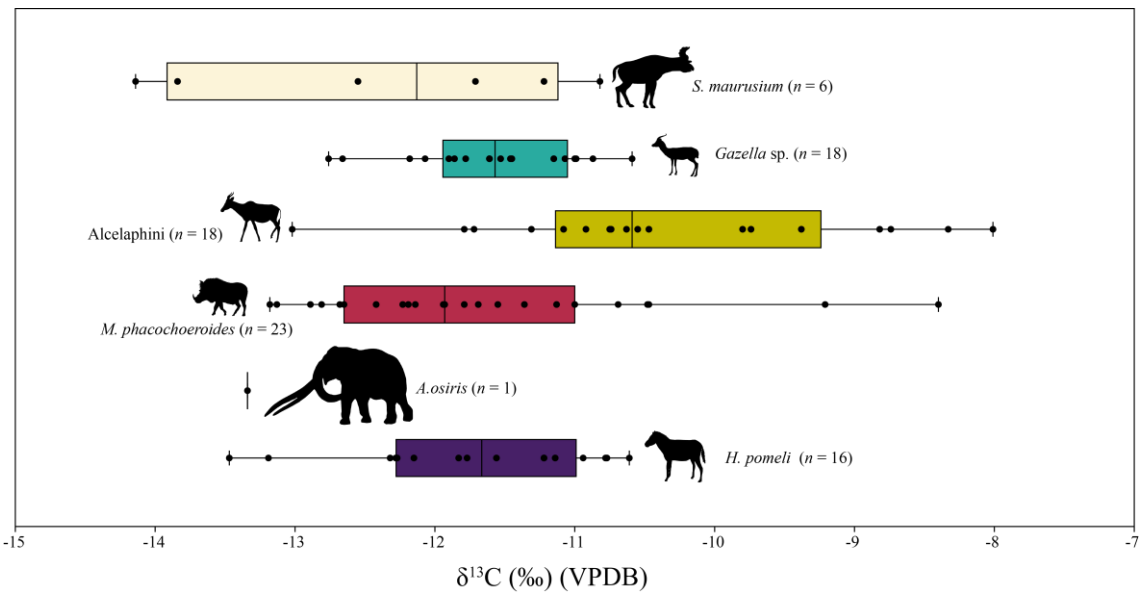 S. maurusium (n = 6)
Gazella sp. (n = 18)
Alcelaphini (n = 18)
M. phacochoeroides (n = 23)
A.osiris (n = 1)
H. pomeli (n = 16)
-15 -14 -13 -12 -11 -10 -9 -8 -7
δ¹³C (‰) (VPDB)